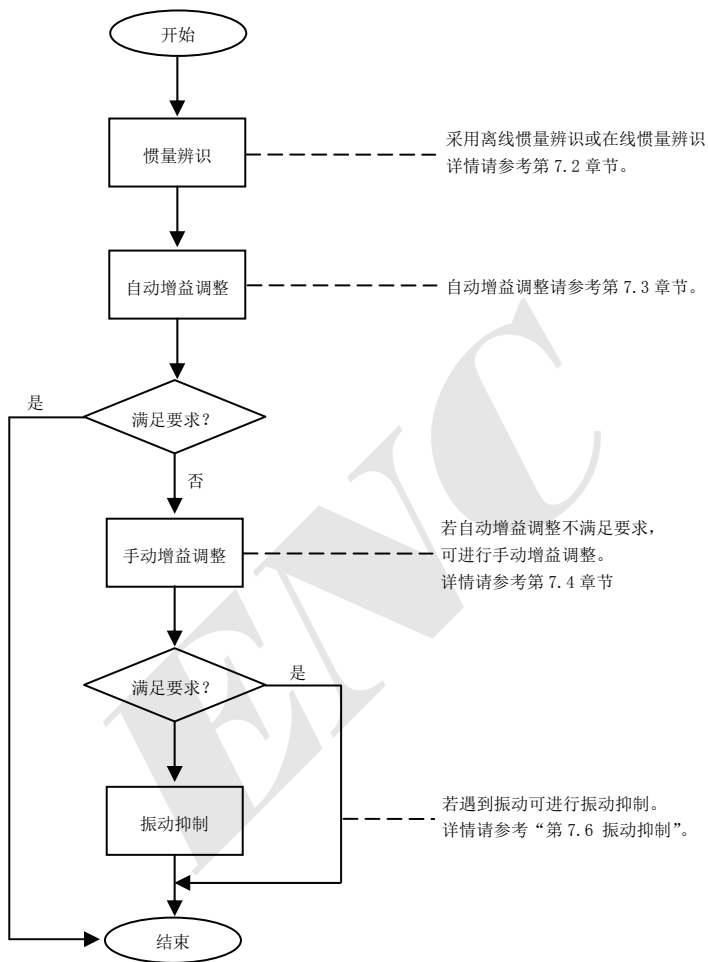 开始
惯量辨识
采用离线惯量辨识或在线惯量辨识
详情请参考第 7.2 章节。
自动增益调整
自动增益调整请参考第 7.3 章节。
是
满足要求？
否
手动增益调整
若自动增益调整不满足要求，
可进行手动增益调整。
详情请参考第 7.4 章节
满足要求？
是
振动抑制
若遇到振动可进行振动抑制。
详情请参考“第 7.6 振动抑制”。
结束
ENC